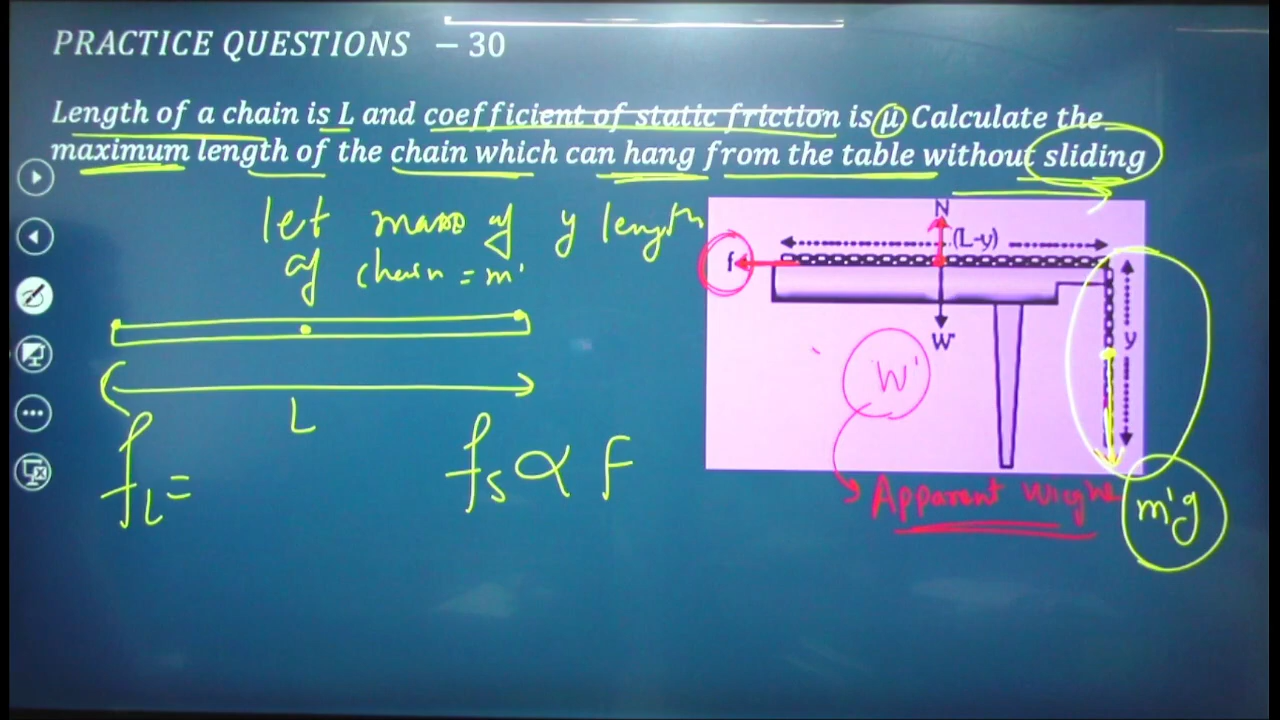 PRACTICE QUESTIONS – 30
Length of a chain is L and coefficient of static friction is μ Calculate the
maximum length of the chain which can hang from the table without sliding
let mass of y length
of chain = m'
L
f_L =
f_s ∝ F
N
(L-y)
f
W'
y
W'
Apparent
m'g